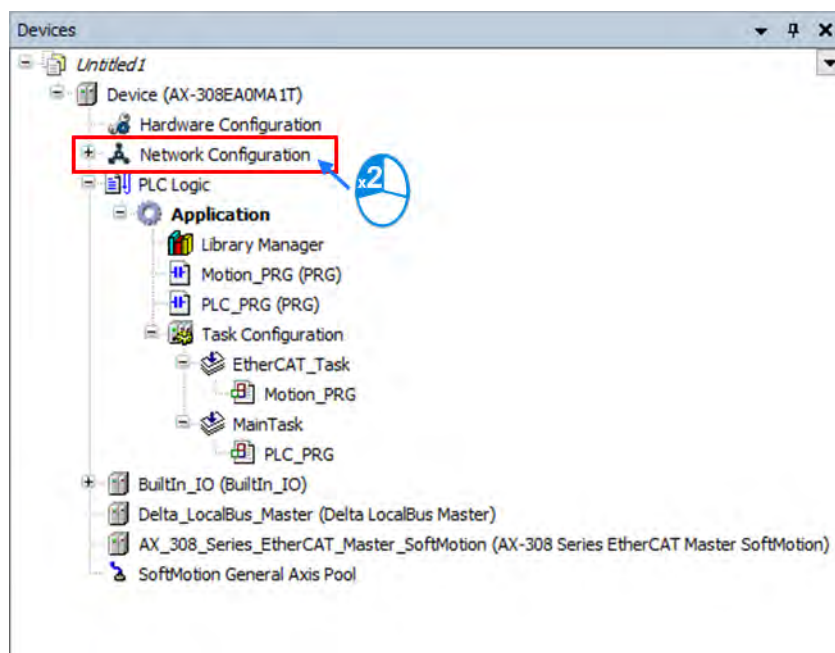 Devices
Untitled1
Device (AX-308EA0MA1T)
Hardware Configuration
Network Configuration
x2
PLC Logic
Application
Library Manager
Motion_PRG (PRG)
PLC_PRG (PRG)
Task Configuration
EtherCAT_Task
Motion_PRG
MainTask
PLC_PRG
BuiltIn_IO (BuiltIn_IO)
Delta_LocalBus_Master (Delta LocalBus Master)
AX_308_Series_EtherCAT_Master_SoftMotion (AX-308 Series EtherCAT Master SoftMotion)
SoftMotion General Axis Pool